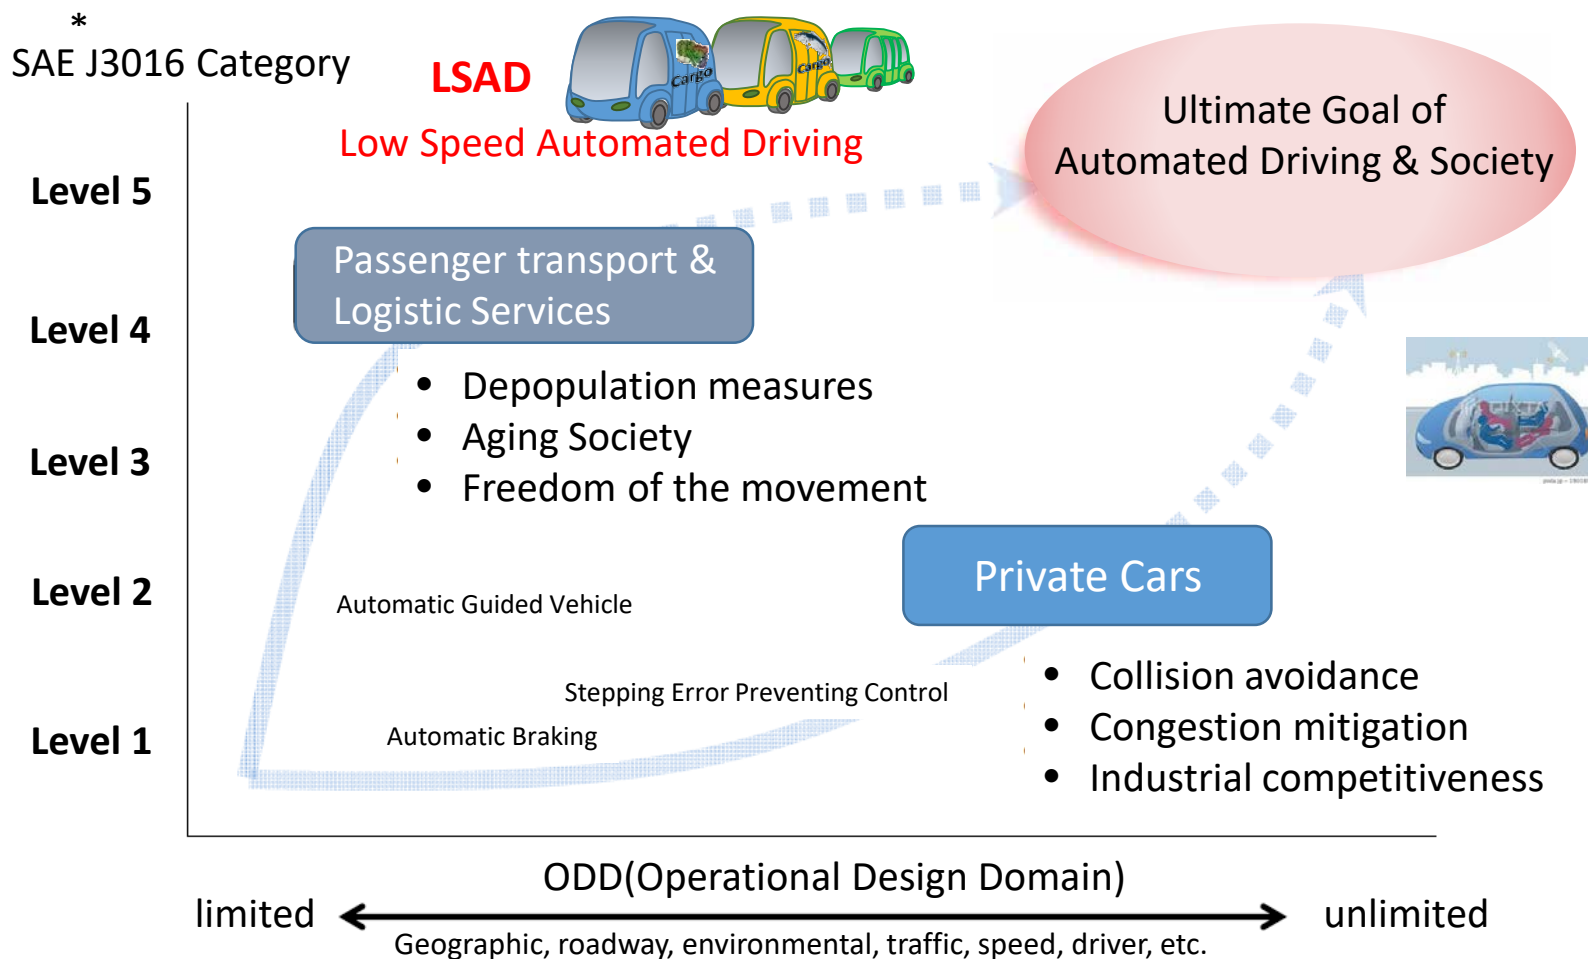 *
SAE J3016 Category
LSAD
Low Speed Automated Driving
Cargo
Cargo
Ultimate Goal of
Automated Driving & Society
Level 5
Passenger transport &
Logistic Services
Level 4
• Depopulation measures
• Aging Society
• Freedom of the movement
Level 3
Private Cars
Level 2
Automatic Guided Vehicle
Stepping Error Preventing Control
• Collision avoidance
• Congestion mitigation
• Industrial competitiveness
Level 1
Automatic Braking
ODD(Operational Design Domain)
limited
unlimited
Geographic, roadway, environmental, traffic, speed, driver, etc.